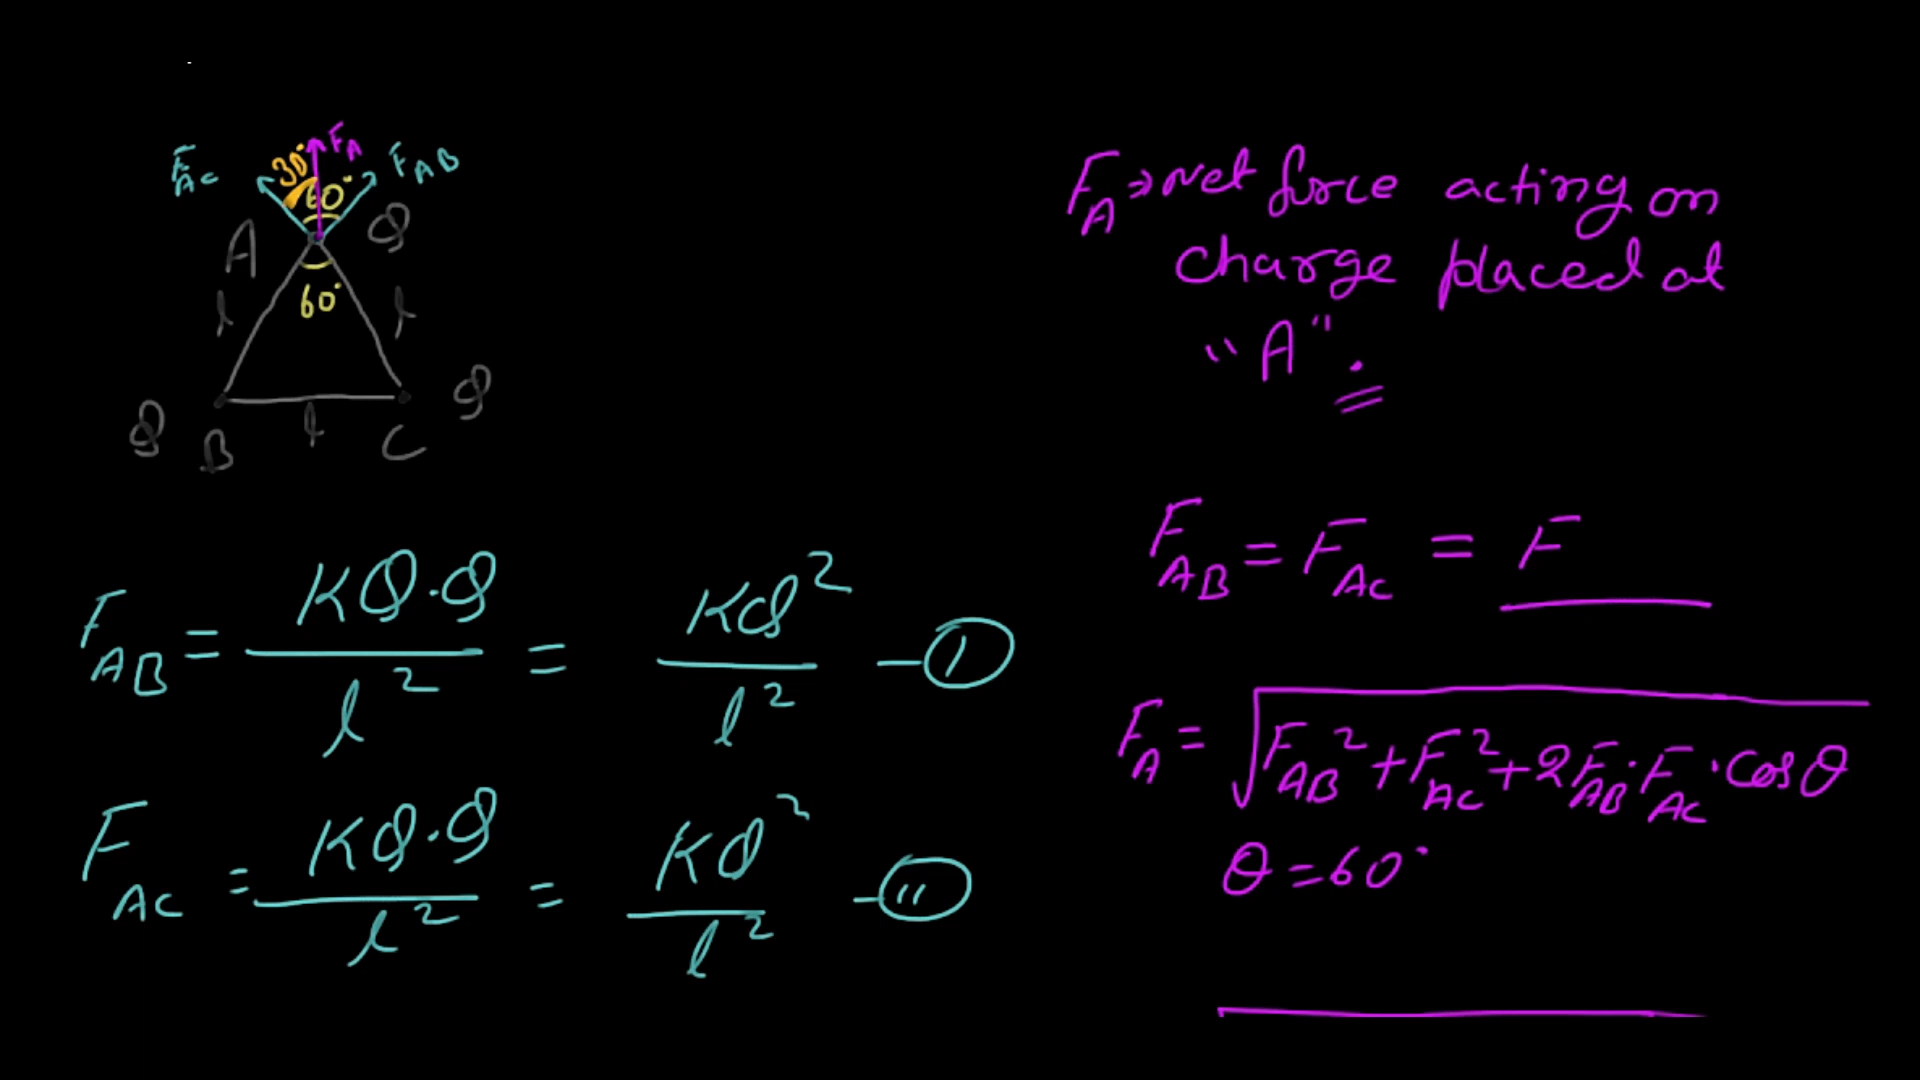 F_A
30°
F_AC
F_AB
60°
A
Q
60°
l
l
Q
B
l
C
Q
F_AB = KQ·Q / l² = KQ² / l² – (I)
F_AC = KQ·Q / l² = KQ² / l² – (II)
F_A → Net force acting on
charge placed at
"A".
F_AB = F_AC = F
F_A = √(F_AB² + F_AC² + 2F_AB·F_AC·cosθ)
θ = 60°